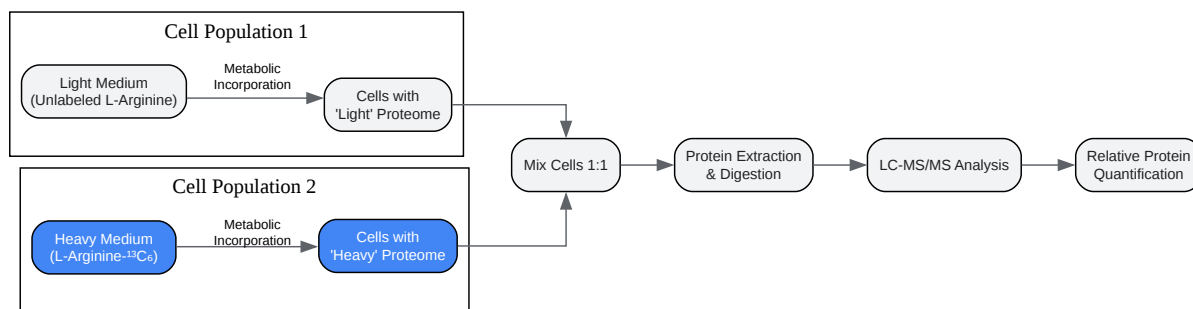 Cell Population 1
Light Medium
(Unlabeled L-Arginine)
Metabolic
Incorporation
Cells with
'Light' Proteome
Cell Population 2
Heavy Medium
(L-Arginine-¹³C₆)
Metabolic
Incorporation
Cells with
'Heavy' Proteome
Mix Cells 1:1
Protein Extraction
& Digestion
LC-MS/MS Analysis
Relative Protein
Quantification